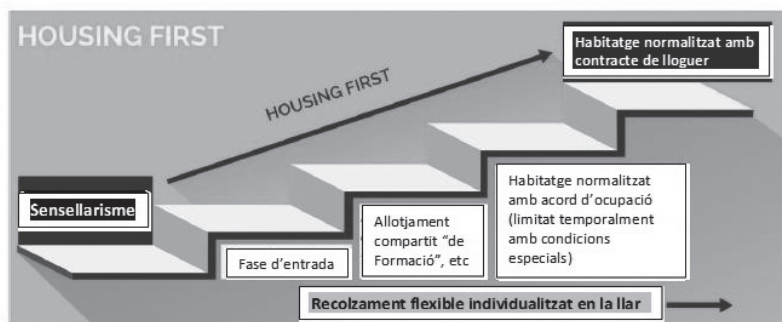 HOUSING FIRST
Habitatge normalitzat amb
contracte de lloguer
HOUSING FIRST
Sensellarisme
Fase d'entrada
Allotjament
compartit “de
Formació”, etc
Habitatge normalitzat
amb acord d'ocupació
(limitat temporalment
amb condicions
especials)
Recolzament flexible individualitzat en la llar